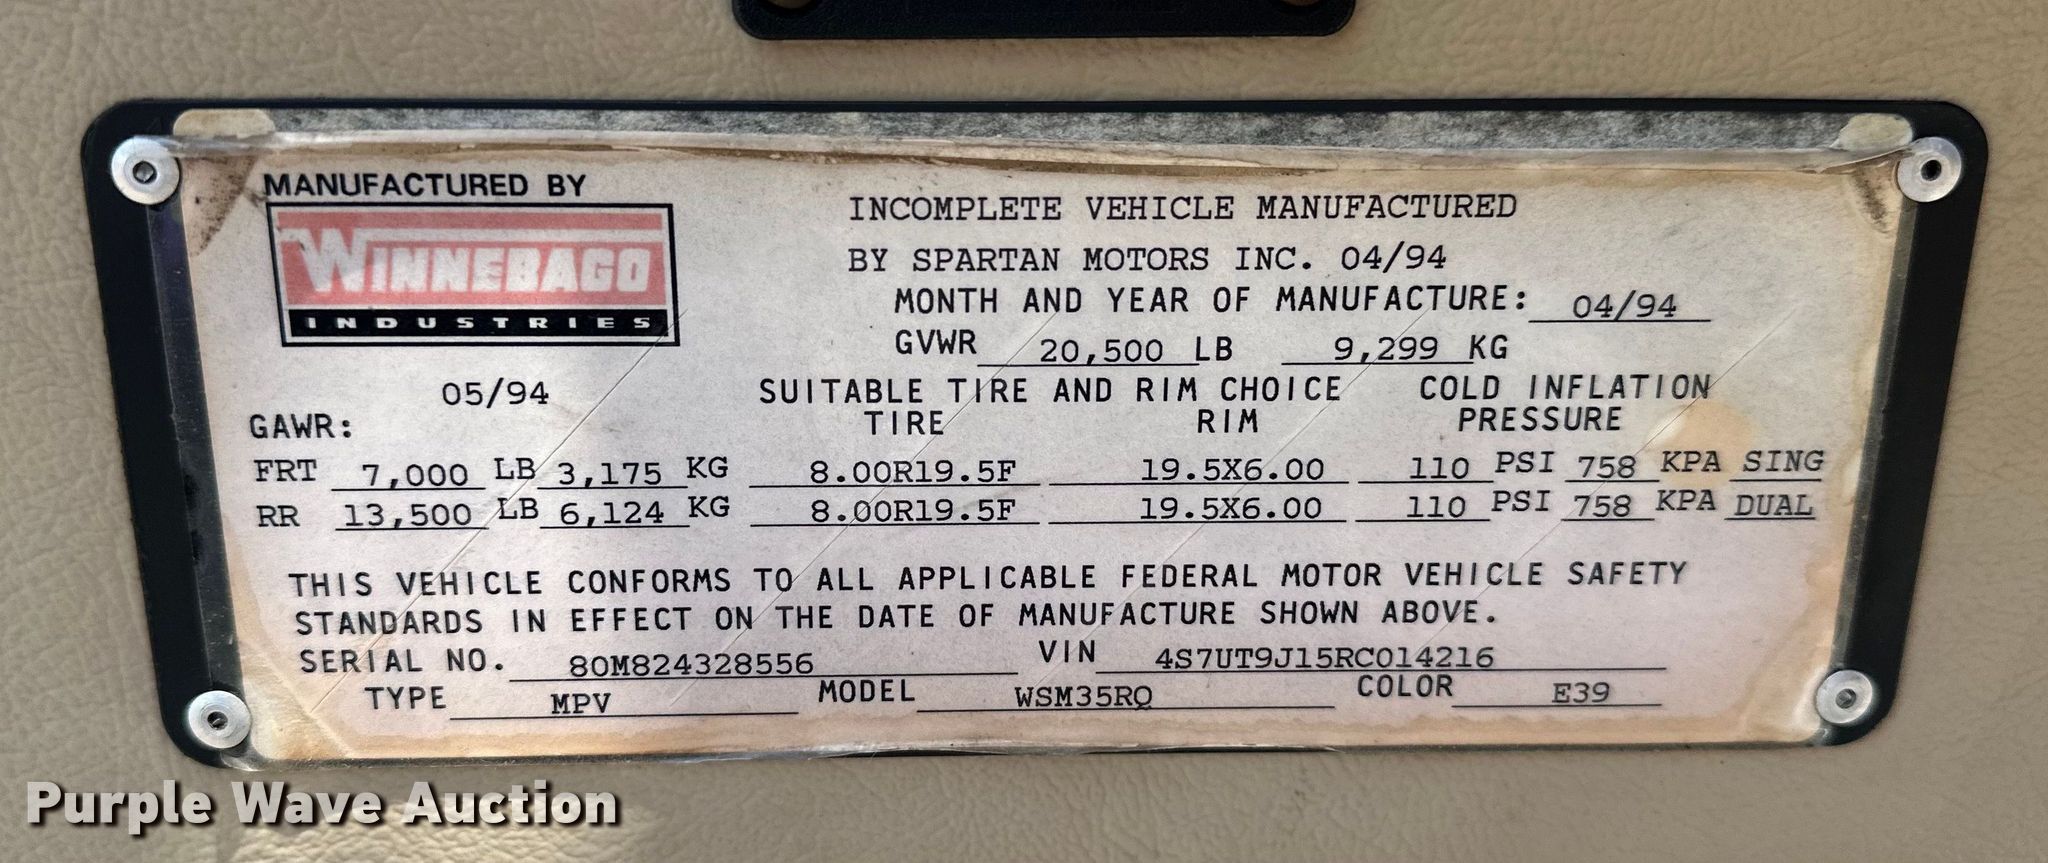 MANUFACTURED BY
WINNEBAGO
INDUSTRIES
INCOMPLETE VEHICLE MANUFACTURED
BY SPARTAN MOTORS INC. 04/94
MONTH AND YEAR OF MANUFACTURE: 04/94
GVWR 20,500 LB 9,299 KG
05/94 SUITABLE TIRE AND RIM CHOICE COLD INFLATION
GAWR: TIRE RIM PRESSURE
FRT 7,000 LB 3,175 KG 8.00R19.5F 19.5X6.00 110 PSI 758 KPA SING
RR 13,500 LB 6,124 KG 8.00R19.5F 19.5X6.00 110 PSI 758 KPA DUAL
THIS VEHICLE CONFORMS TO ALL APPLICABLE FEDERAL MOTOR VEHICLE SAFETY
STANDARDS IN EFFECT ON THE DATE OF MANUFACTURE SHOWN ABOVE.
SERIAL NO. 80M824328556 VIN 4S7UT9J15RC014216
TYPE MPV MODEL WSM35RQ COLOR E39
Purple Wave Auction